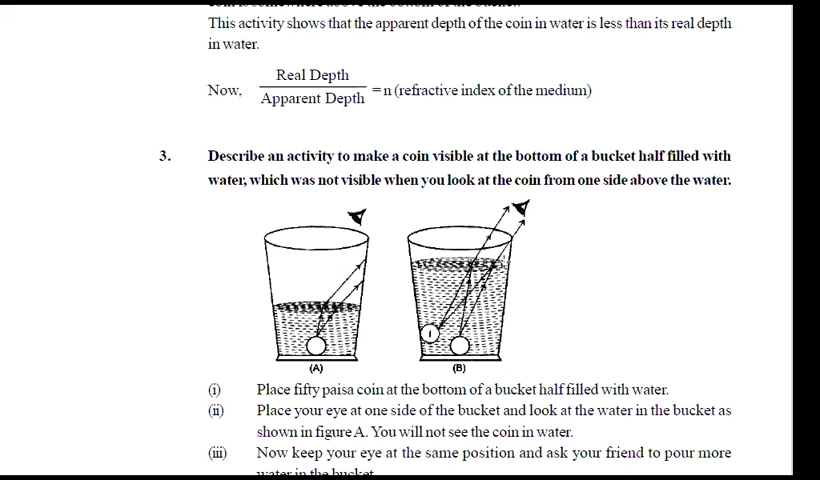 This activity shows that the apparent depth of the coin in water is less than its real depth
in water.
Now, Real Depth / Apparent Depth = n (refractive index of the medium)
3. Describe an activity to make a coin visible at the bottom of a bucket half filled with
water, which was not visible when you look at the coin from one side above the water.
(A) (B)
(i) Place fifty paisa coin at the bottom of a bucket half filled with water.
(ii) Place your eye at one side of the bucket and look at the water in the bucket as
shown in figure A. You will not see the coin in water.
(iii) Now keep your eye at the same position and ask your friend to pour more
water in the bucket